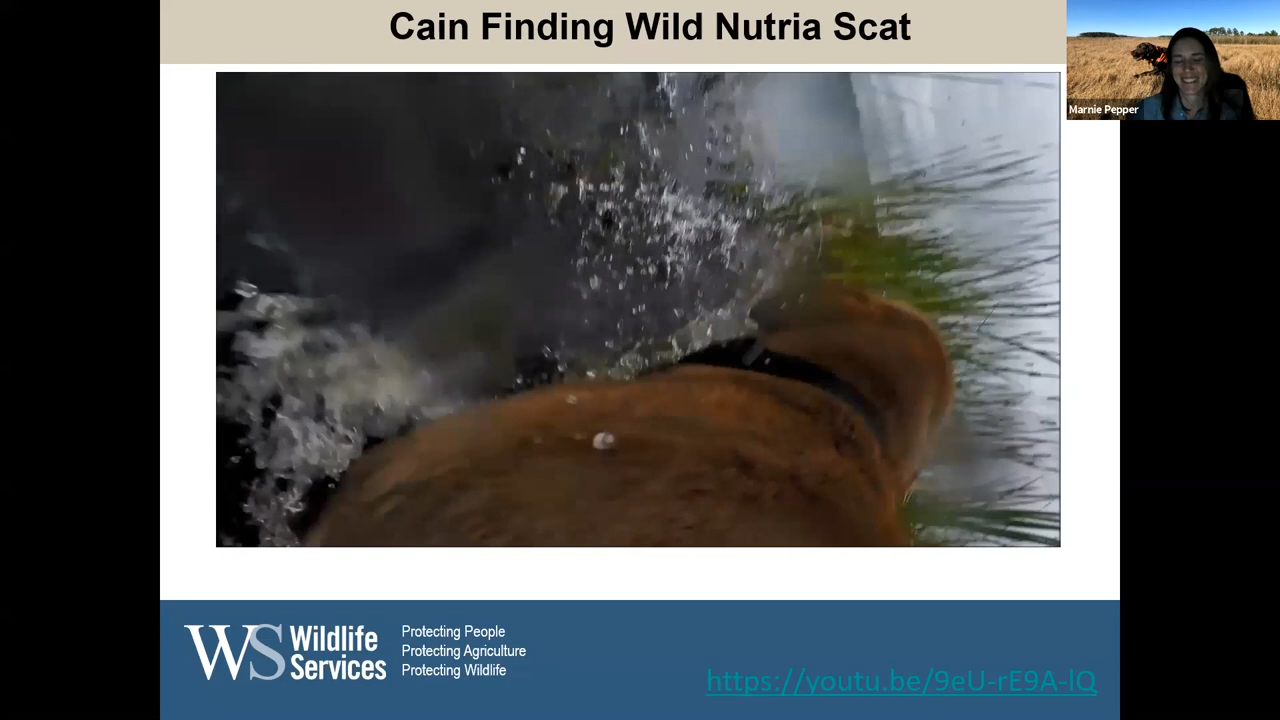 Cain Finding Wild Nutria Scat
Marnie Pepper
WS Wildlife Services
Protecting People
Protecting Agriculture
Protecting Wildlife
https://youtu.be/9eU-rE9A-lQ